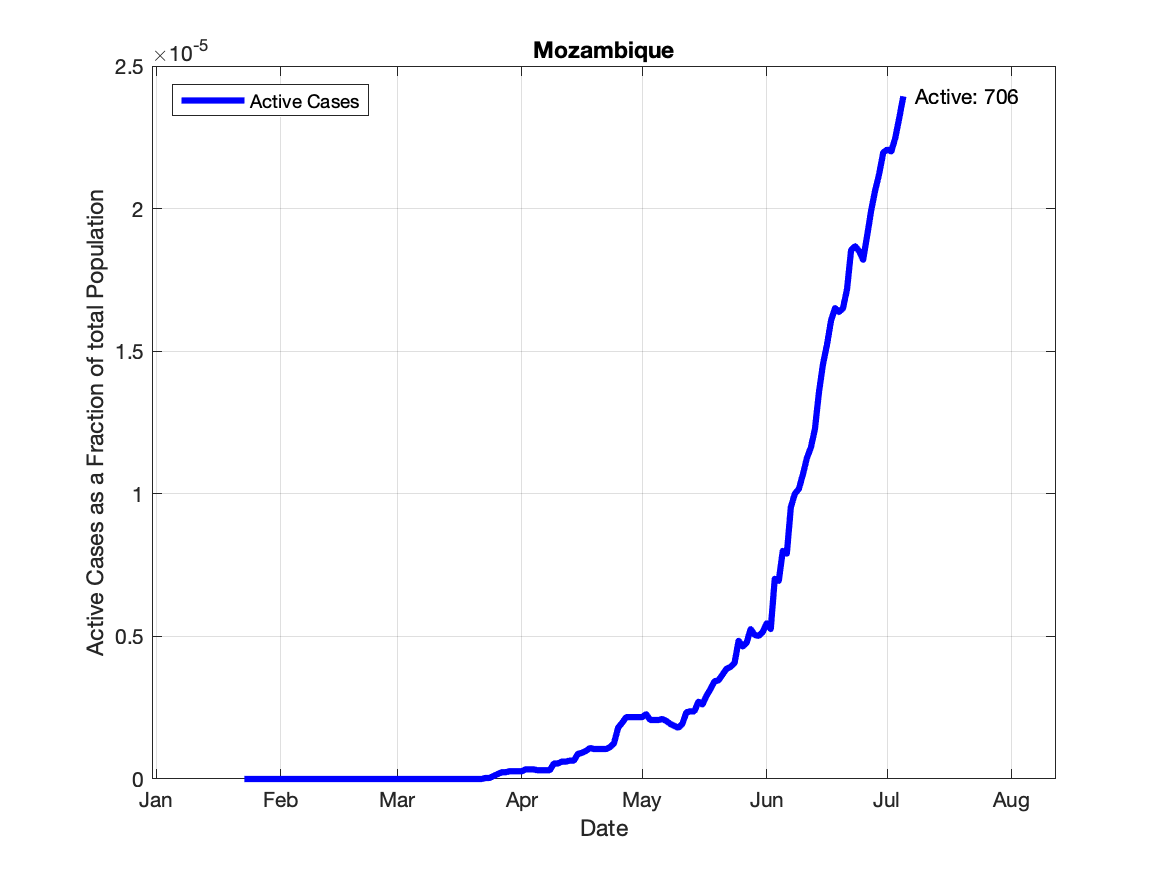 Mozambique
×10-5
2.5
2
1.5
1
0.5
0
Active Cases
Active: 706
Active Cases as a Fraction of total Population
Jan Feb Mar Apr May Jun Jul Aug
Date